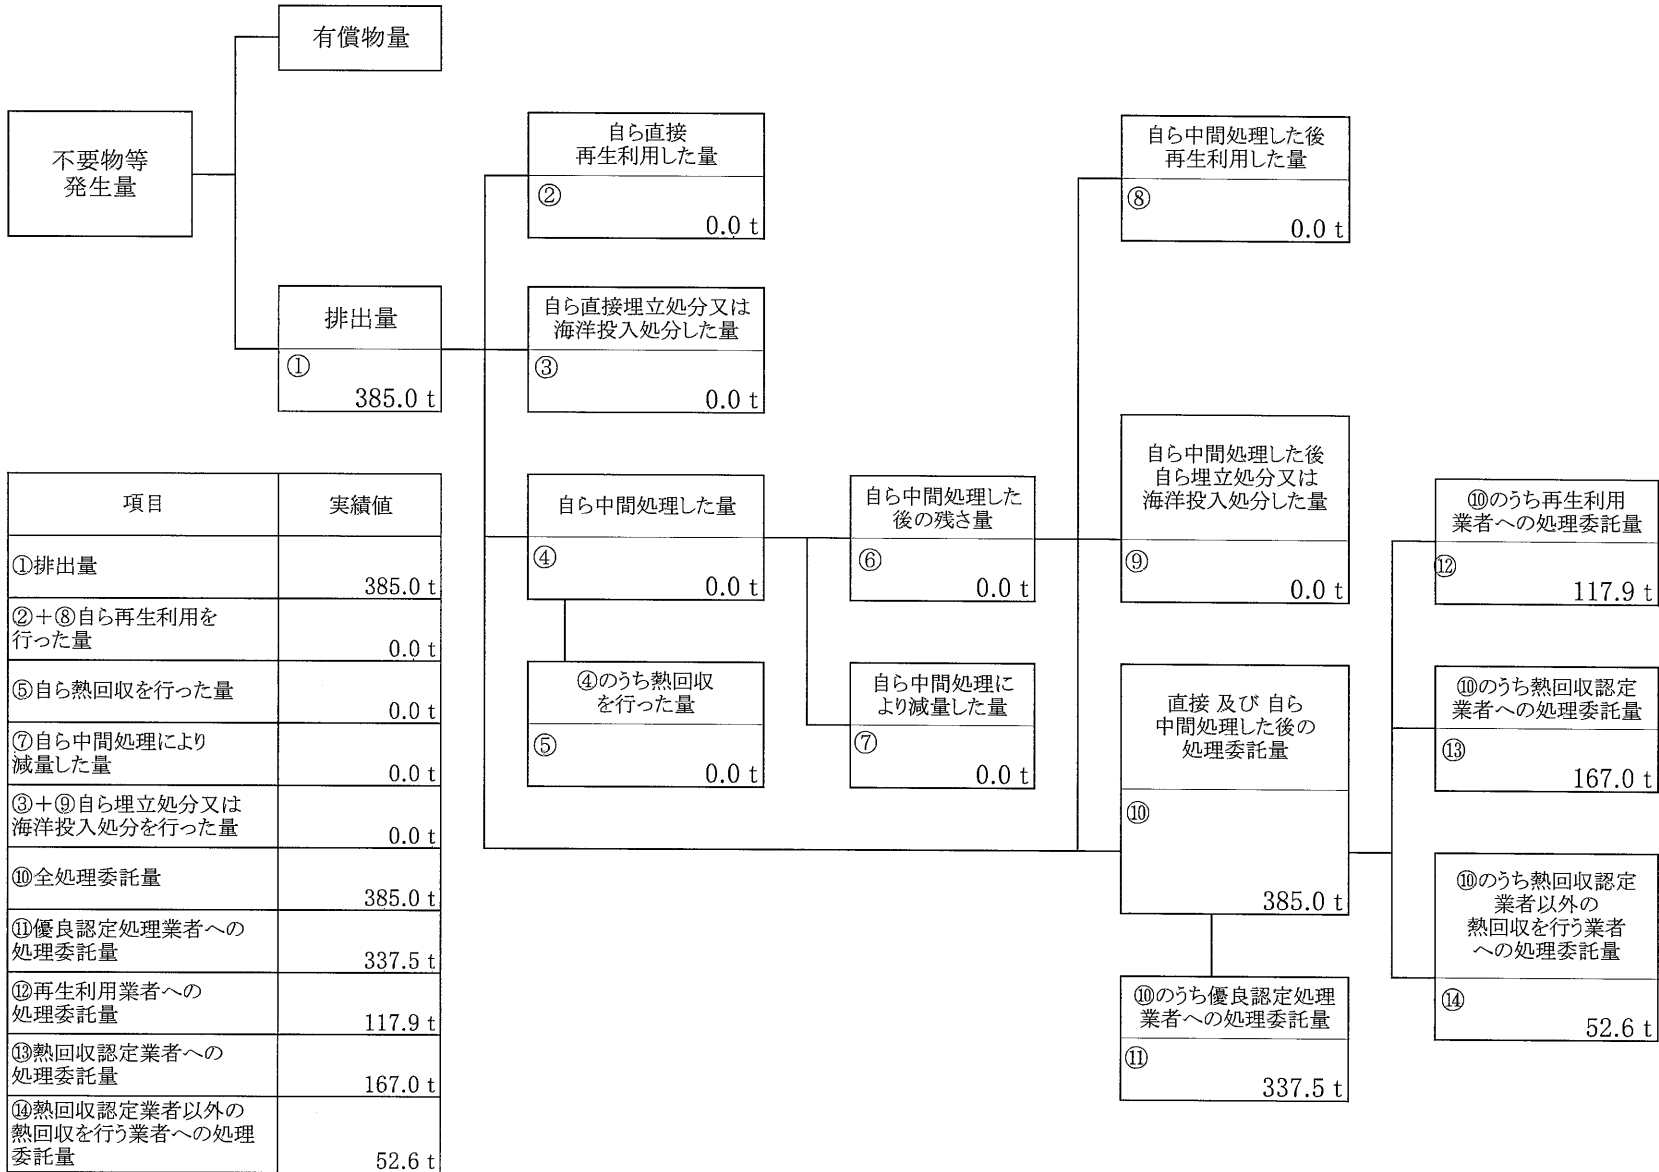 有償物量
不要物等
発生量
排出量
①
385.0 t
自ら直接
再生利用した量
②
0.0 t
自ら直接埋立処分又は
海洋投入処分した量
③
0.0 t
自ら中間処理した量
④
0.0 t
④のうち熱回収
を行った量
⑤
0.0 t
自ら中間処理した
後の残さ量
⑥
0.0 t
自ら中間処理に
より減量した量
⑦
0.0 t
自ら中間処理した後
再生利用した量
⑧
0.0 t
自ら中間処理した後
自ら埋立処分又は
海洋投入処分した量
⑨
0.0 t
直接 及び 自ら
中間処理した後の
処理委託量
⑩
385.0 t
⑩のうち優良認定処理
業者への処理委託量
⑪
337.5 t
⑩のうち再生利用
業者への処理委託量
⑫
117.9 t
⑩のうち熱回収認定
業者への処理委託量
⑬
167.0 t
⑩のうち熱回収認定
業者以外の
熱回収を行う業者
への処理委託量
⑭
52.6 t
項目 実績値
①排出量
385.0 t
②+⑧自ら再生利用を
行った量
0.0 t
⑤自ら熱回収を行った量
0.0 t
⑦自ら中間処理により
減量した量
0.0 t
③+⑨自ら埋立処分又は
海洋投入処分を行った量
0.0 t
⑩全処理委託量
385.0 t
⑪優良認定処理業者への
処理委託量
337.5 t
⑫再生利用業者への
処理委託量
117.9 t
⑬熱回収認定業者への
処理委託量
167.0 t
⑭熱回収認定業者以外の
熱回収を行う業者への処理
委託量
52.6 t